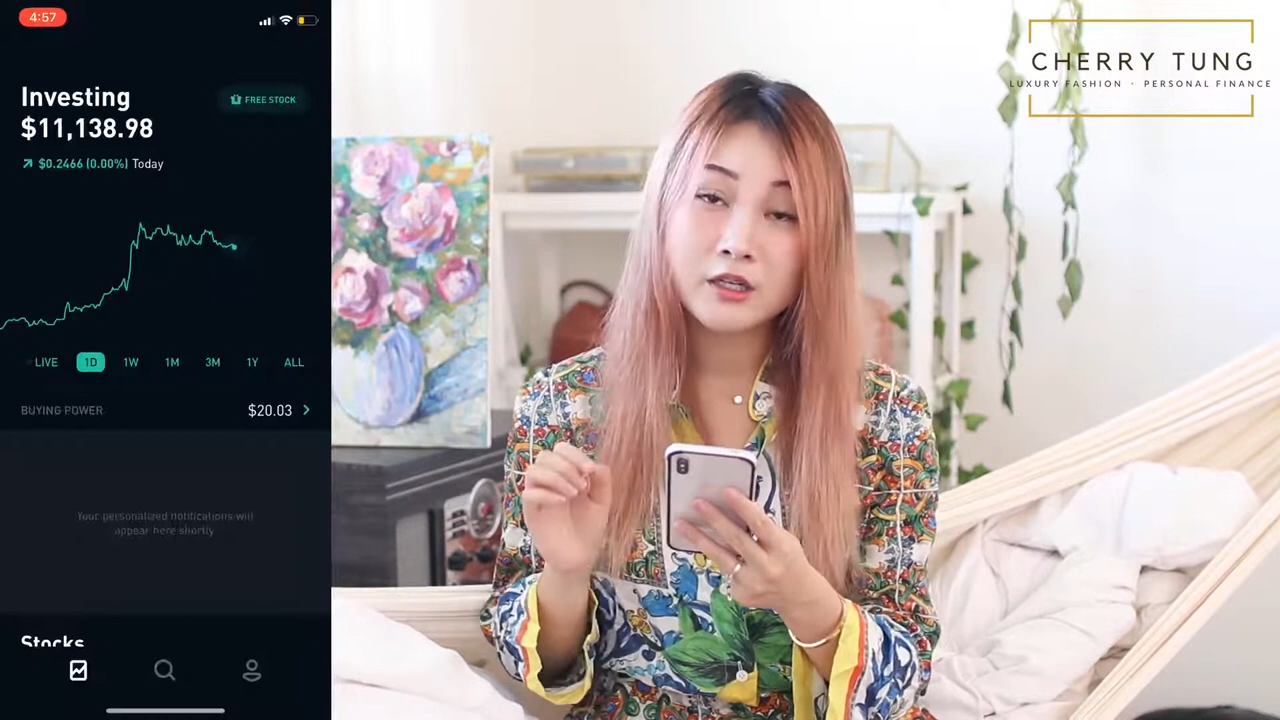 4:57
Investing
$11,138.98
FREE STOCK
$0.2466 (0.00%) Today
LIVE 1D 1W 1M 3M 1Y ALL
BUYING POWER $20.03
Your personalized notifications will
appear here shortly
Stocks
CHERRY TUNG
LUXURY FASHION - PERSONAL FINANCE